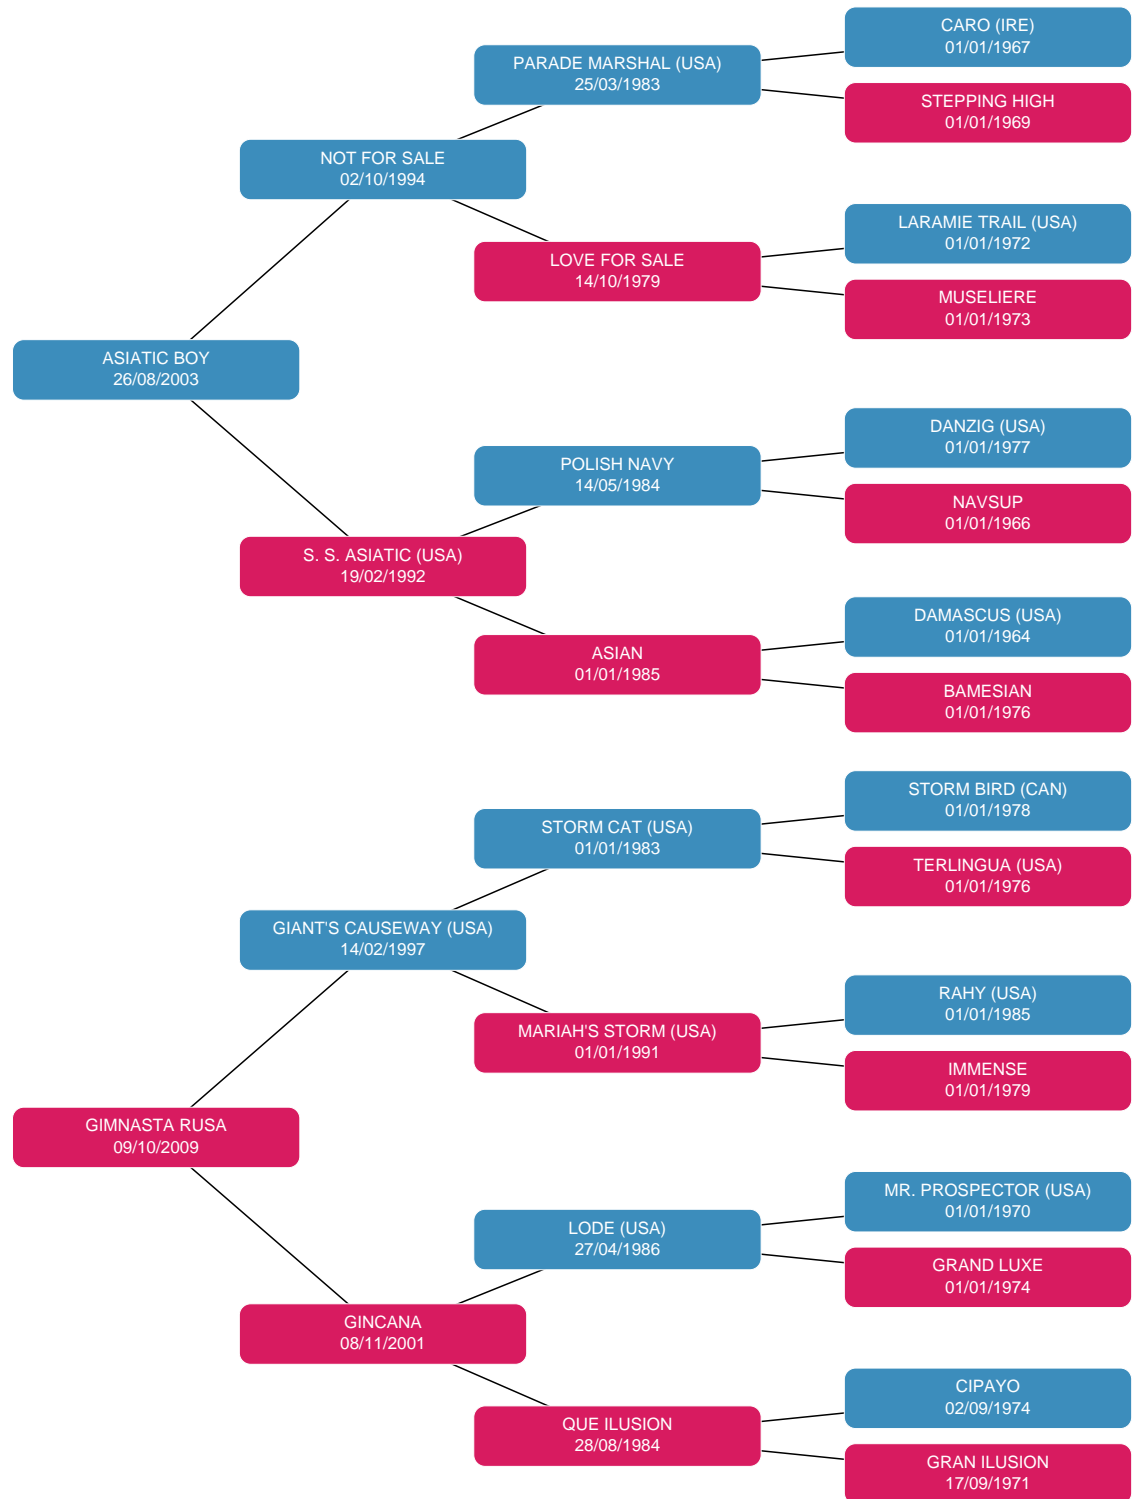 CARO (IRE)
01/01/1967
PARADE MARSHAL (USA)
25/03/1983
STEPPING HIGH
01/01/1969
NOT FOR SALE
02/10/1994
LARAMIE TRAIL (USA)
01/01/1972
LOVE FOR SALE
14/10/1979
MUSELIERE
01/01/1973
ASIATIC BOY
26/08/2003
DANZIG (USA)
01/01/1977
POLISH NAVY
14/05/1984
NAVSUP
01/01/1966
S. S. ASIATIC (USA)
19/02/1992
DAMASCUS (USA)
01/01/1964
ASIAN
01/01/1985
BAMESIAN
01/01/1976
STORM BIRD (CAN)
01/01/1978
STORM CAT (USA)
01/01/1983
TERLINGUA (USA)
01/01/1976
GIANT'S CAUSEWAY (USA)
14/02/1997
RAHY (USA)
01/01/1985
MARIAH'S STORM (USA)
01/01/1991
IMMENSE
01/01/1979
GIMNASTA RUSA
09/10/2009
MR. PROSPECTOR (USA)
01/01/1970
LODE (USA)
27/04/1986
GRAND LUXE
01/01/1974
GINCANA
08/11/2001
CIPAYO
02/09/1974
QUE ILUSION
28/08/1984
GRAN ILUSION
17/09/1971